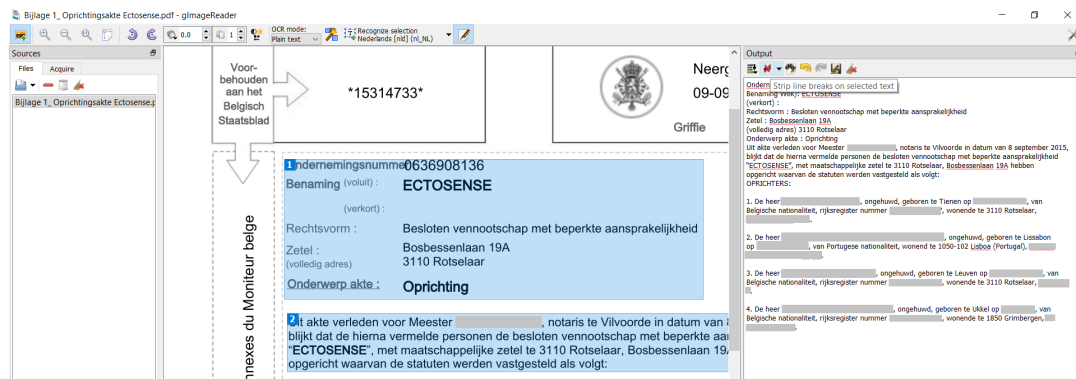 Bijlage 1_ Oprichtingsakte Ectosense.pdf - gImageReader
0.0
1
OCR mode:
Plain text
Recognize selection
Nederlands [nld] (nl_NL)
Sources
Files
Acquire
Bijlage 1_ Oprichtingsakte Ectosense.p
Voor-
behouden
aan het
Belgisch
Staatsblad
*15314733*
Neerg
09-09
Griffie
nnexes du Moniteur belge
1 ndernemingsnumme 0636908136
Benaming (voluit) : ECTOSENSE
(verkort) :
Rechtsvorm : Besloten vennootschap met beperkte aansprakelijkheid
Zetel : Bosbessenlaan 19A
(volledig adres) 3110 Rotselaar
Onderwerp akte : Oprichting
2 it akte verleden voor Meester , notaris te Vilvoorde in datum van
blijkt dat de hierna vermelde personen de besloten vennootschap met beperkte aa
"ECTOSENSE", met maatschappelijke zetel te 3110 Rotselaar, Bosbessenlaan 19
opgericht waarvan de statuten werden vastgesteld als volgt:
Output
Strip line breaks on selected text
Ondern
Benaming ECTOSENSE
(verkort) :
Rechtsvorm : Besloten vennootschap met beperkte aansprakelijkheid
Zetel : Bosbessenlaan 19A
(volledig adres) 3110 Rotselaar
Onderwerp akte : Oprichting
Uit akte verleden voor Meester , notaris te Vilvoorde in datum van 8 september 2015,
blijkt dat de hierna vermelde personen de besloten vennootschap met beperkte aansprakelijkheid
"ECTOSENSE", met maatschappelijke zetel te 3110 Rotselaar, Bosbessenlaan 19A hebben
opgericht waarvan de statuten werden vastgesteld als volgt:
OPRICHTERS:
1. De heer , ongehuwd, geboren te Tienen op , van
Belgische nationaliteit, rijksregister nummer ', wonende te 3110 Rotselaar,
.
2. De heer , ongehuwd, geboren te Lissabon
op , van Portugese nationaliteit, wonend te 1050-102 Lisboa (Portugal),
.
3. De heer , ongehuwd, geboren te Leuven op , van
Belgische nationaliteit, rijksregister nummer , wonende te 3110 Rotselaar,
.
4. De heer , ongehuwd, geboren te Ukkel op , van
Belgische nationaliteit, rijksregister nummer , wonende te 1850 Grimbergen,
.